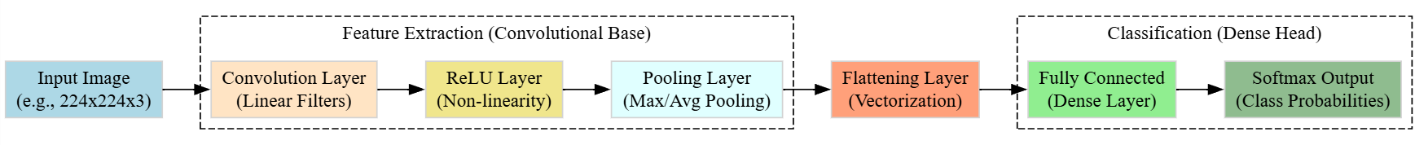 Feature Extraction (Convolutional Base)
Classification (Dense Head)
Input Image
(e.g., 224x224x3)
Convolution Layer
(Linear Filters)
ReLU Layer
(Non-linearity)
Pooling Layer
(Max/Avg Pooling)
Flattening Layer
(Vectorization)
Fully Connected
(Dense Layer)
Softmax Output
(Class Probabilities)